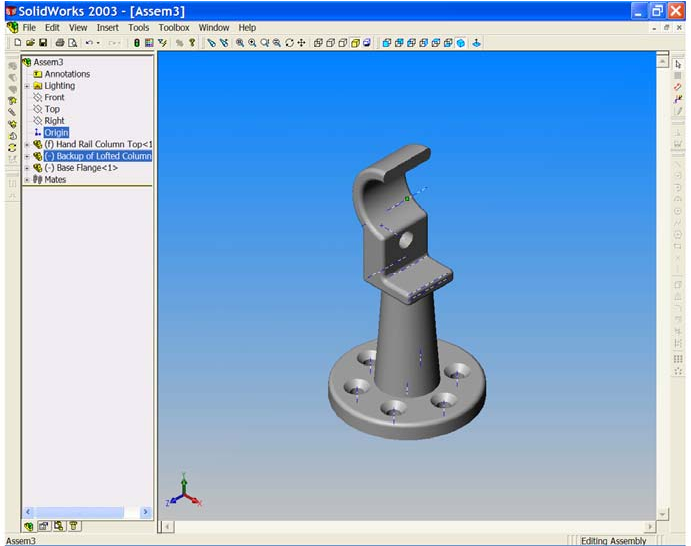 SolidWorks 2003 - [Assem3]
File Edit View Insert Tools Toolbox Window Help
Assem3
Annotations
Lighting
Front
Top
Right
Origin
(f) Hand Rail Column Top<1
(-) Backup of Lofted Column
(-) Base Flange<1>
Mates
Y
Z X
Assem3 Editing Assembly